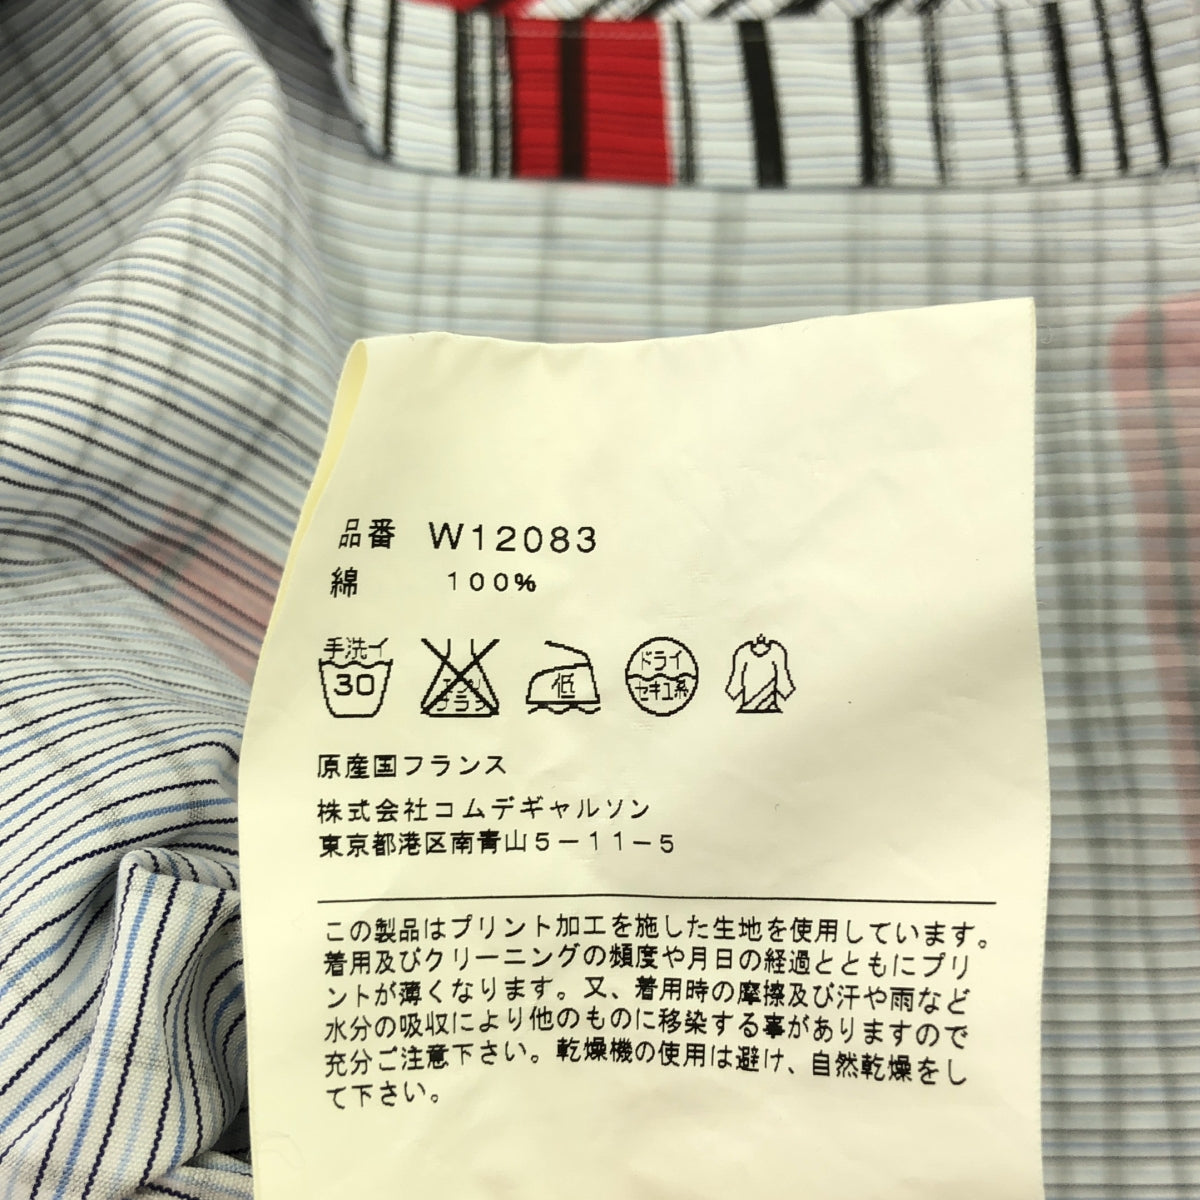 品番 W12083
綿 100%
手洗イ
30
低
ドライ
セキユ系
原産国フランス
株式会社コムデギャルソン
東京都港区南青山5-11-5
この製品はプリント加工を施した生地を使用しています。
着用及びクリーニングの頻度や月日の経過とともにプリ
ントが薄くなります。又、着用時の摩擦及び汗や雨など
水分の吸収により他のものに移染する事がありますので
充分ご注意下さい。乾燥機の使用は避け、自然乾燥をし
て下さい。